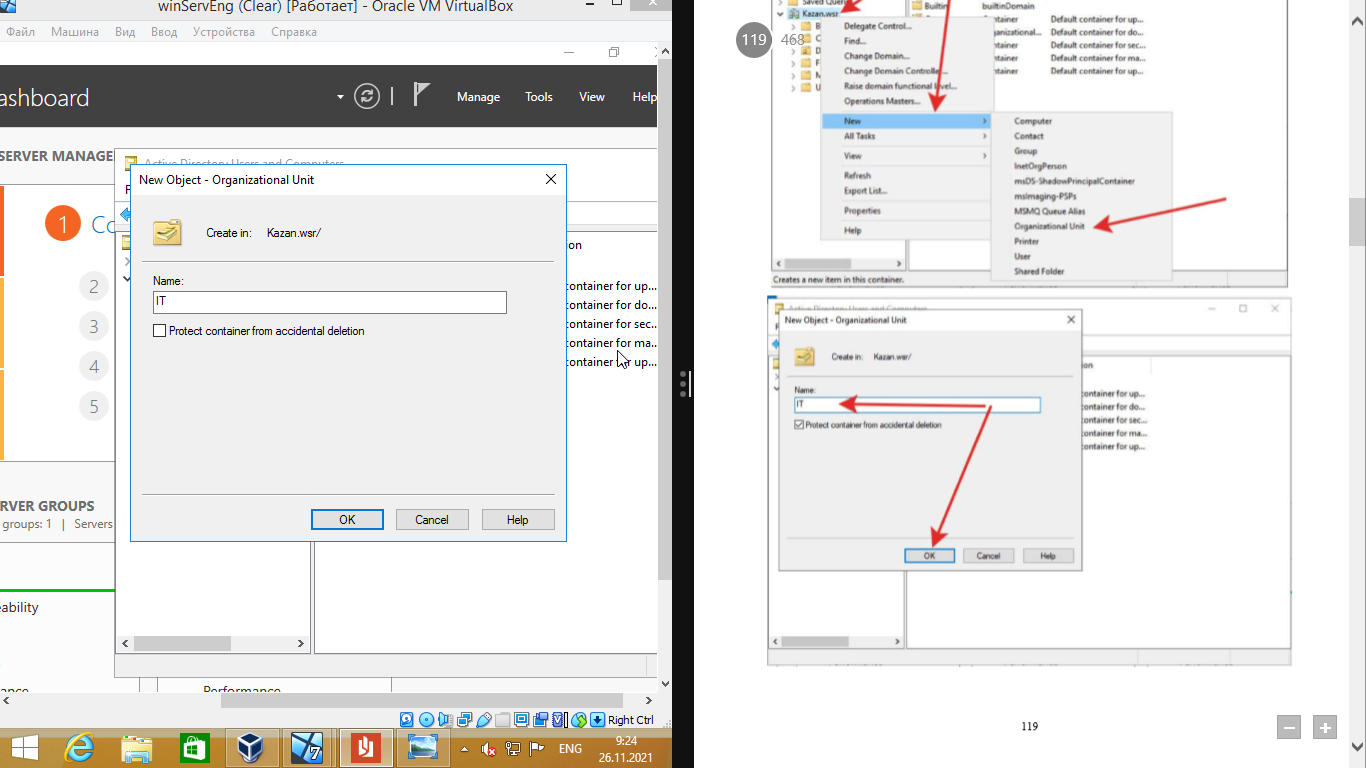 winServEng (Clear) [Работает] - Oracle VM VirtualBox
Файл Машина Вид Ввод Устройства Справка
ashboard
Manage Tools View Help
SERVER MANAGE
Active Directory Users and Computers
New Object - Organizational Unit
1 Co
Create in: Kazan.wsr/
ion
Name:
IT
2
container for up...
container for do...
3
Protect container from accidental deletion
container for sec...
container for ma...
4
container for up...
5
RVER GROUPS
groups: 1 | Servers
OK Cancel Help
eability
ance
Performance
Right Ctrl
ENG
9:24
26.11.2021
119 468
Saved Que
Builtin builtinDomain
Kazan.wsr
Container Default container for up...
Delegate Control...
ganizational... Default container for do...
Find...
ntainer Default container for sec...
Change Domain...
ntainer Default container for ma...
Change Domain Controlle...
ntainer Default container for up...
Raise domain functional level...
Operations Masters...
New
All Tasks
View
Refresh
Export List...
Properties
Help
Computer
Contact
Group
InetOrgPerson
msDS-ShadowPrincipalContainer
msImaging-PSPs
MSMQ Queue Alias
Organizational Unit
Printer
User
Shared Folder
Creates a new item in this container.
Active Directory Users and Computers
New Object - Organizational Unit
Create in: Kazan.wsr/
on
Name:
IT
container for up...
container for do...
Protect container from accidental deletion
container for sec...
container for ma...
container for up...
OK Cancel Help
119